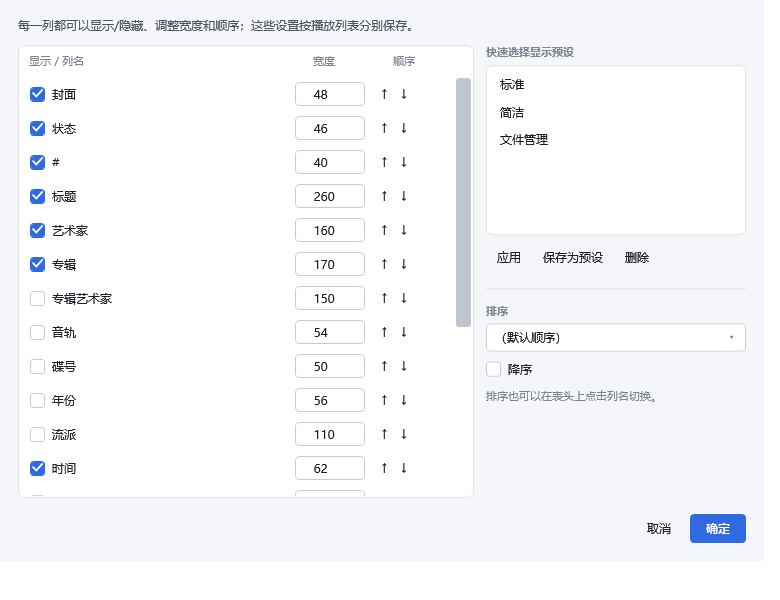 每一列都可以显示/隐藏、调整宽度和顺序；这些设置按播放列表分别保存。
显示 / 列名 宽度 顺序
封面 48 ↑ ↓
状态 46 ↑ ↓
# 40 ↑ ↓
标题 260 ↑ ↓
艺术家 160 ↑ ↓
专辑 170 ↑ ↓
专辑艺术家 150 ↑ ↓
音轨 54 ↑ ↓
碟号 50 ↑ ↓
年份 56 ↑ ↓
流派 110 ↑ ↓
时间 62 ↑ ↓
快速选择显示预设
标准
简洁
文件管理
应用 保存为预设 删除
排序
(默认顺序)
降序
排序也可以在表头上点击列名切换。
取消 确定